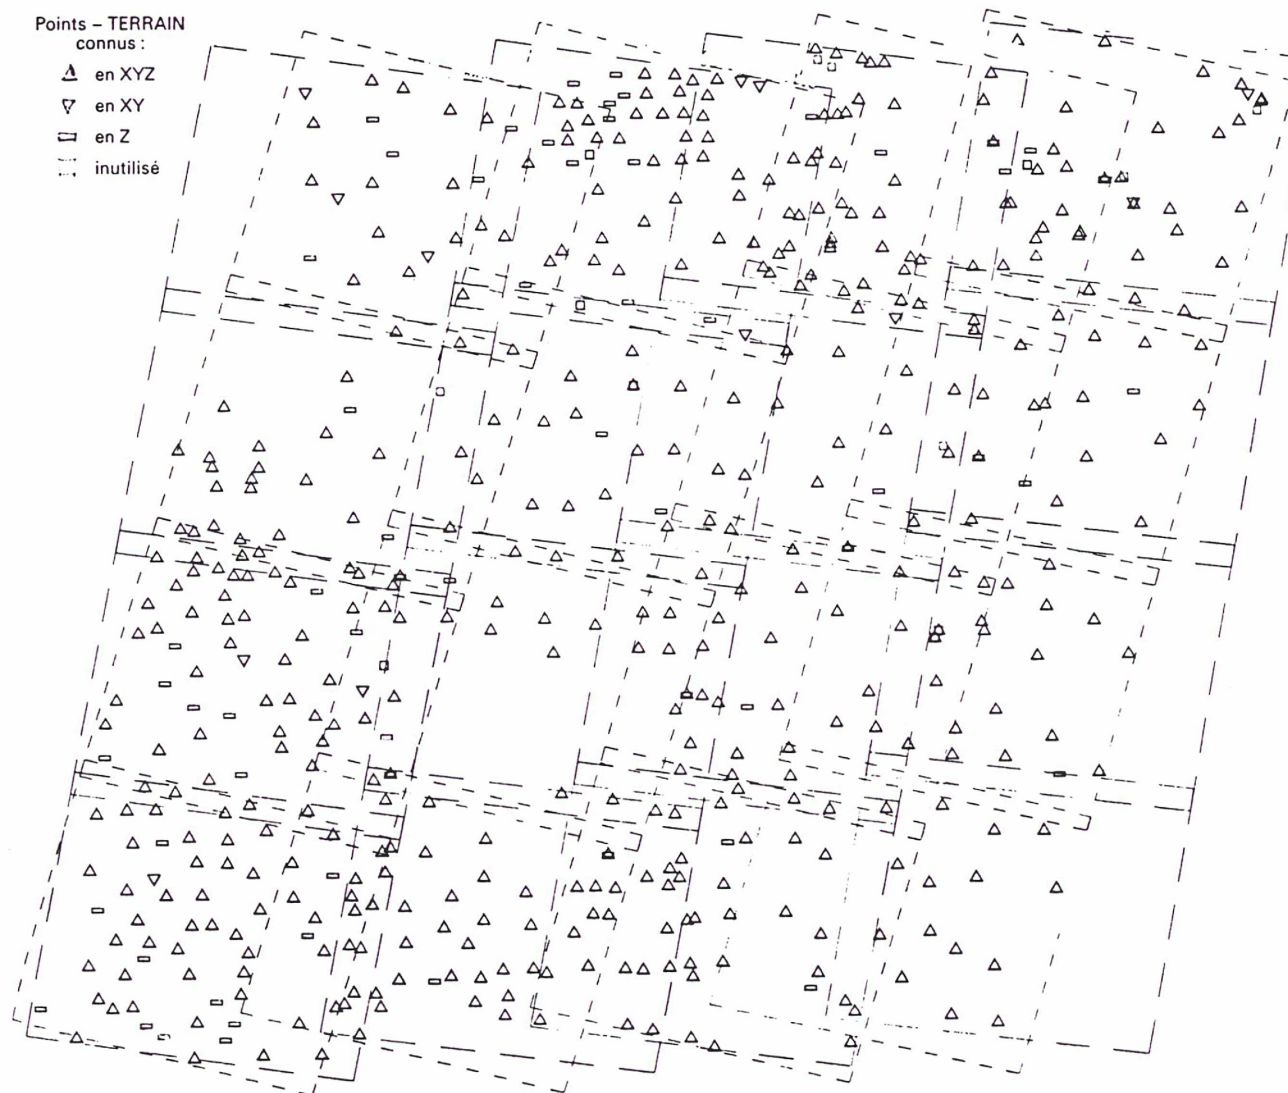 Points – TERRAIN
connus :
en XYZ
en XY
en Z
inutilisé